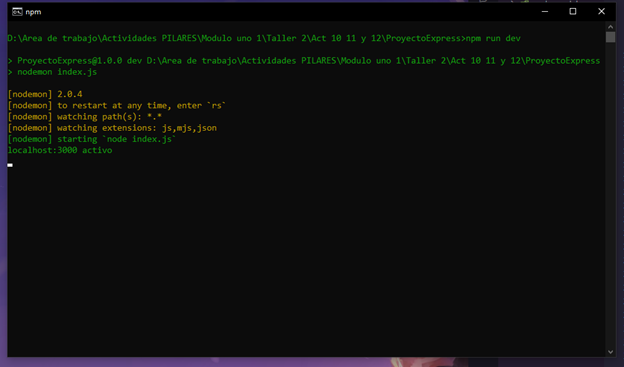 npm
D:\Area de trabajo\Actividades PILARES\Modulo uno 1\Taller 2\Act 10 11 y 12\ProyectoExpress>npm run dev
> ProyectoExpress@1.0.0 dev D:\Area de trabajo\Actividades PILARES\Modulo uno 1\Taller 2\Act 10 11 y 12\ProyectoExpress
> nodemon index.js
[nodemon] 2.0.4
[nodemon] to restart at any time, enter `rs`
[nodemon] watching path(s): *.*
[nodemon] watching extensions: js,mjs,json
[nodemon] starting `node index.js`
localhost:3000 activo